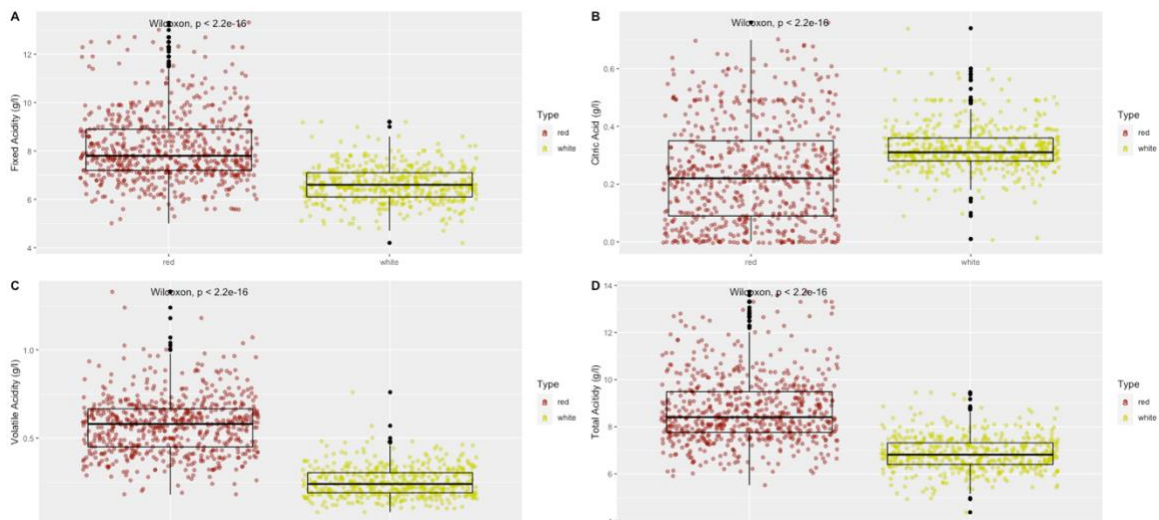 A
Wilcoxon, p < 2.2e-16
Fixed Acidity (g/l)
12
10
8
6
4
red
white
Type
red
white
B
Wilcoxon, p < 2.2e-16
Citric Acid (g/l)
0.6
0.4
0.2
0.0
red
white
Type
red
white
C
Wilcoxon, p < 2.2e-16
Volatile Acidity (g/l)
1.0
0.5
Type
red
white
D
Wilcoxon, p < 2.2e-16
Total Acitidy (g/l)
14
12
10
8
6
Type
red
white